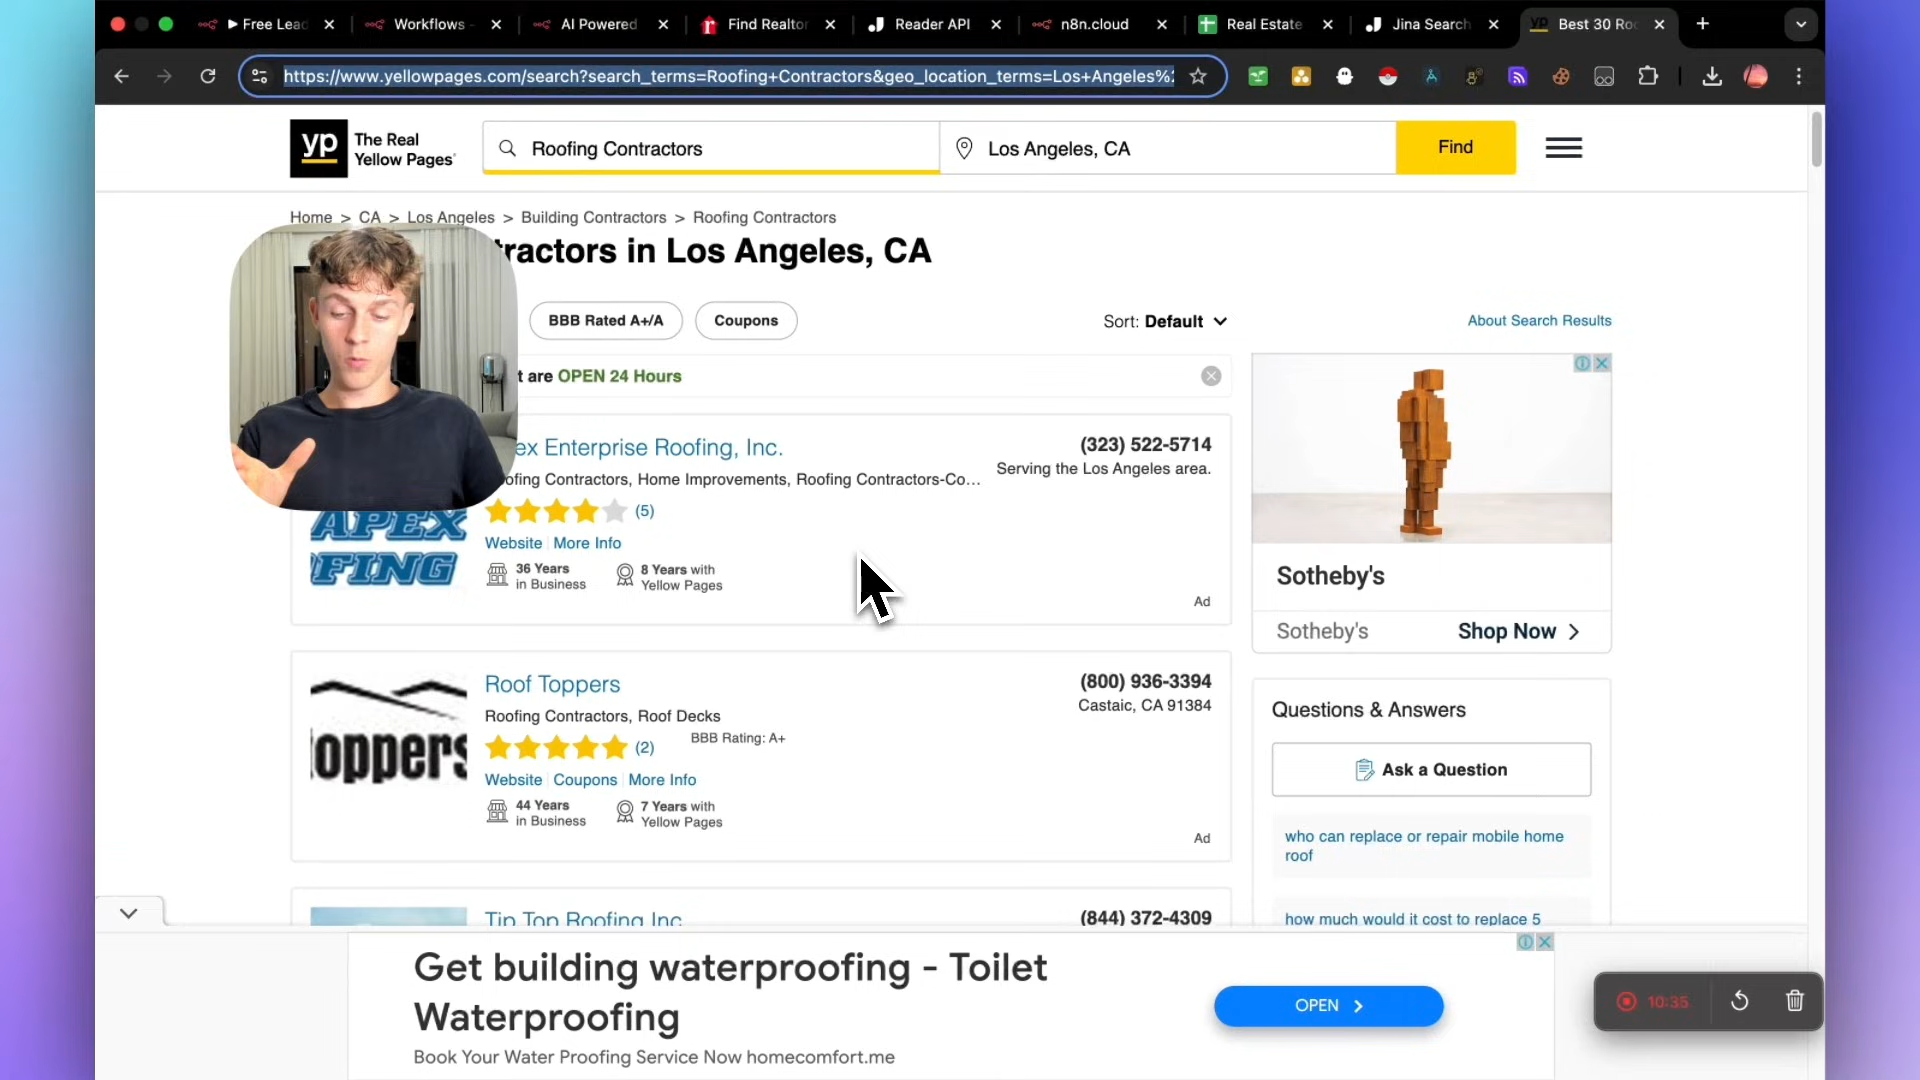 Free Lead
Workflows -
AI Powered
Find Realtor
Reader API
n8n.cloud
Real Estate
Jina Search
Best 30 Roo
https://www.yellowpages.com/search?search_terms=Roofing+Contractors&geo_location_terms=Los+Angeles%2
yp
The Real
Yellow Pages
Roofing Contractors
Los Angeles, CA
Find
Home > CA > Los Angeles > Building Contractors > Roofing Contractors
tractors in Los Angeles, CA
BBB Rated A+/A
Coupons
Sort: Default
About Search Results
t are OPEN 24 Hours
ex Enterprise Roofing, Inc.
(323) 522-5714
ofing Contractors, Home Improvements, Roofing Contractors-Co...
Serving the Los Angeles area.
(5)
APEX
OFING
Website
More Info
36 Years
in Business
8 Years with
Yellow Pages
Ad
Sotheby's
Sotheby's
Shop Now
Roof Toppers
(800) 936-3394
Roofing Contractors, Roof Decks
Castaic, CA 91384
(2)
BBB Rating: A+
toppers
Website
Coupons
More Info
44 Years
in Business
7 Years with
Yellow Pages
Ad
Questions & Answers
Ask a Question
who can replace or repair mobile home
roof
how much would it cost to replace 5
Tip Top Roofing Inc
(844) 372-4309
Get building waterproofing - Toilet
Waterproofing
Book Your Water Proofing Service Now homecomfort.me
OPEN
10:35